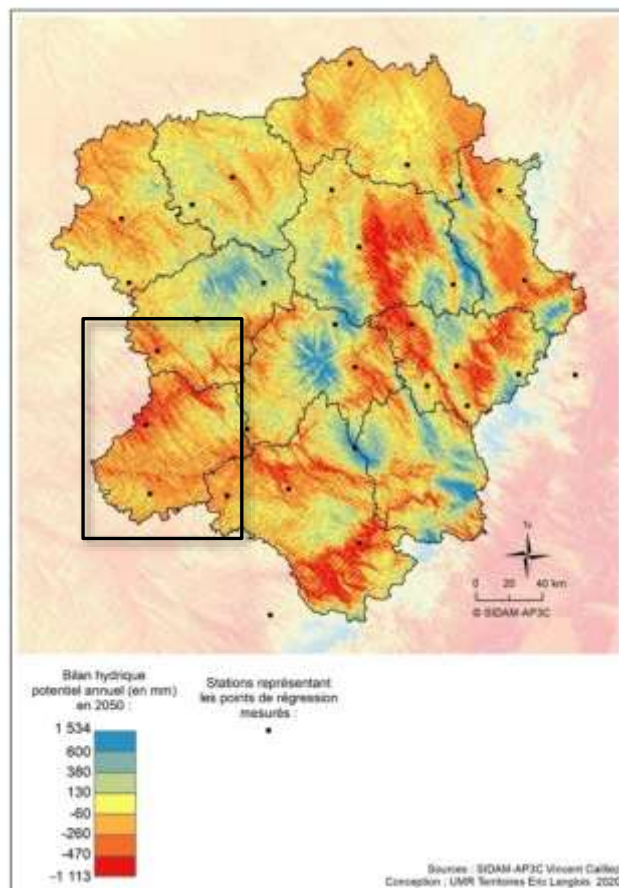 N
0 20 40 km
© SIDAM-AP3C
Bilan hydrique
potentiel annuel (en mm)
en 2050 :
1 534
600
380
130
-60
-260
-470
-1 113
Stations représentant
les points de régression
mesurés :
Sources : SIDAM-AP3C Vincent Cailliez
Conception : UMR Territoires Eric Langlois 2020